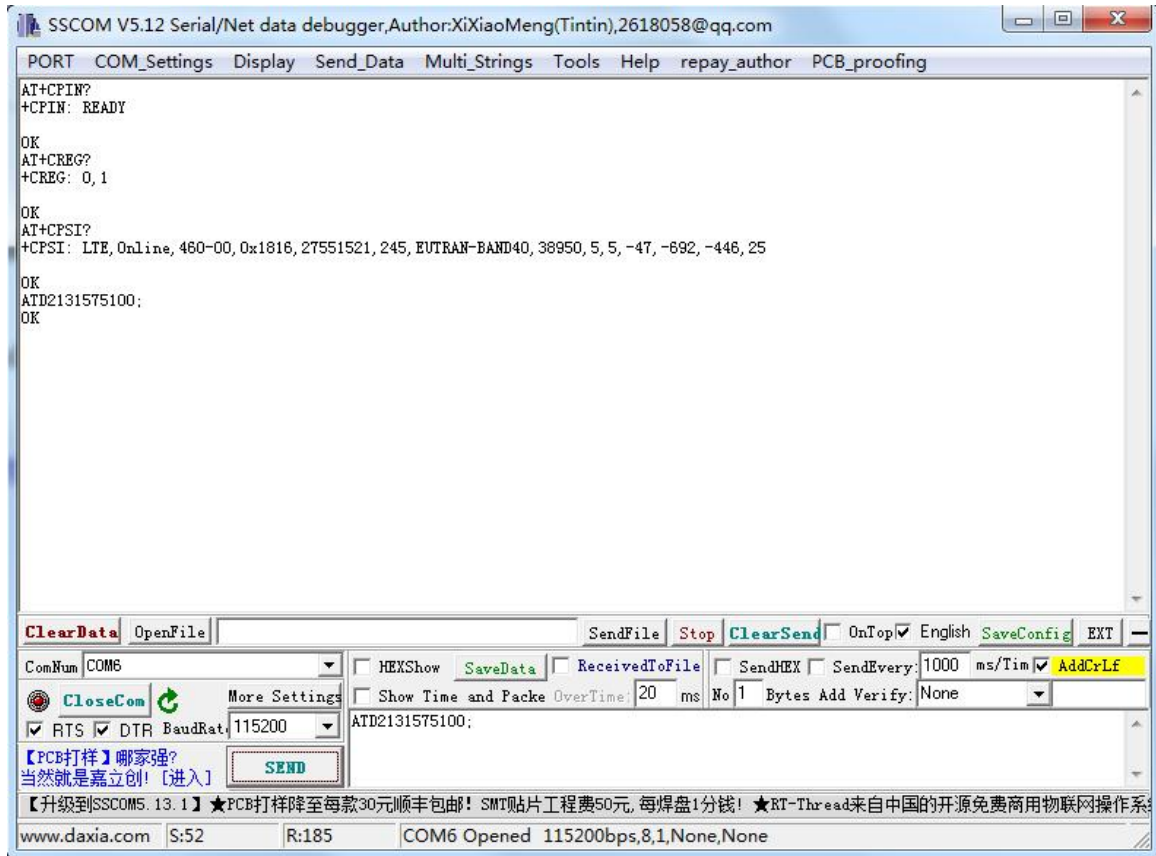 SSCOM V5.12 Serial/Net data debugger,Author:XiXiaoMeng(Tintin),2618058@qq.com
PORT COM_Settings Display Send_Data Multi_Strings Tools Help repay_author PCB_proofing
AT+CPIN?
+CPIN: READY
OK
AT+CREG?
+CREG: 0,1
OK
AT+CPSI?
+CPSI: LTE,Online,460-00,0x1816,27551521,245,EUTRAN-BAND40,38950,5,5,-47,-692,-446,25
OK
ATD2131575100;
OK
ClearData OpenFile SendFile Stop ClearSend OnTop English SaveConfig EXT
ComNum COM6 HEXShow SaveData ReceivedToFile SendHEX SendEvery: 1000 ms/Tim AddCrLf
CloseCom More Settings Show Time and Packe OverTime: 20 ms No 1 Bytes Add Verify: None
RTS DTR BaudRat: 115200 ATD2131575100;
【PCB打样】哪家强?
当然就是嘉立创! [进入] SEND
【升级到SSCOM5.13.1】★PCB打样降至每款30元顺丰包邮! SMT贴片工程费50元,每焊盘1分钱! ★RT-Thread来自中国的开源免费商用物联网操作系
www.daxia.com S:52 R:185 COM6 Opened 115200bps,8,1,None,None